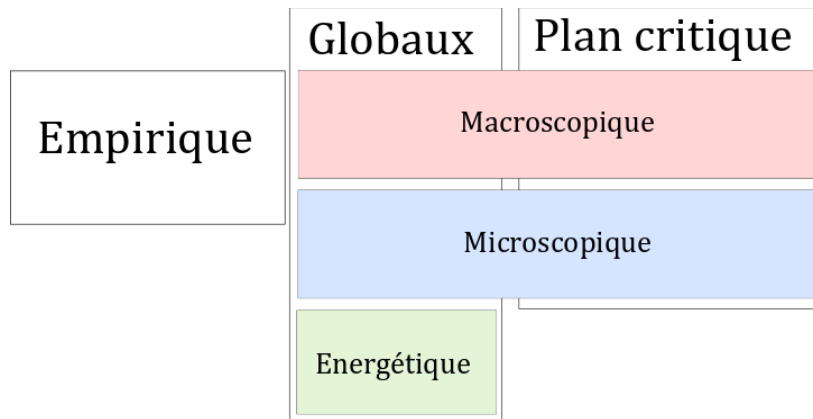 Globaux
Plan critique
Empirique
Macroscopique
Microscopique
Energétique